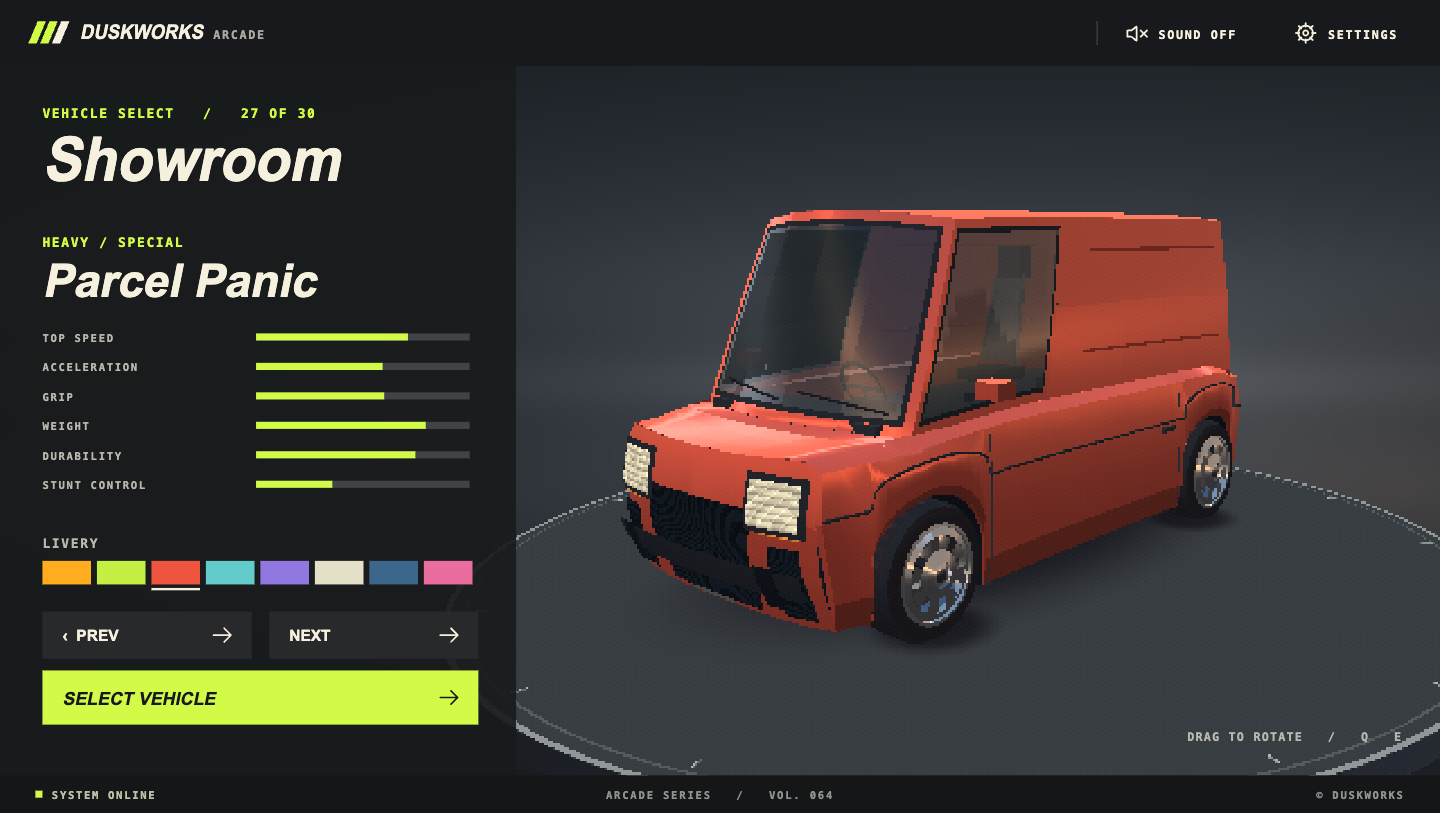 DUSKWORKS ARCADE
SOUND OFF
SETTINGS
VEHICLE SELECT / 27 OF 30
Showroom
HEAVY / SPECIAL
Parcel Panic
TOP SPEED
ACCELERATION
GRIP
WEIGHT
DURABILITY
STUNT CONTROL
LIVERY
‹ PREV
NEXT
SELECT VEHICLE
DRAG TO ROTATE / Q E
SYSTEM ONLINE
ARCADE SERIES / VOL. 064
© DUSKWORKS